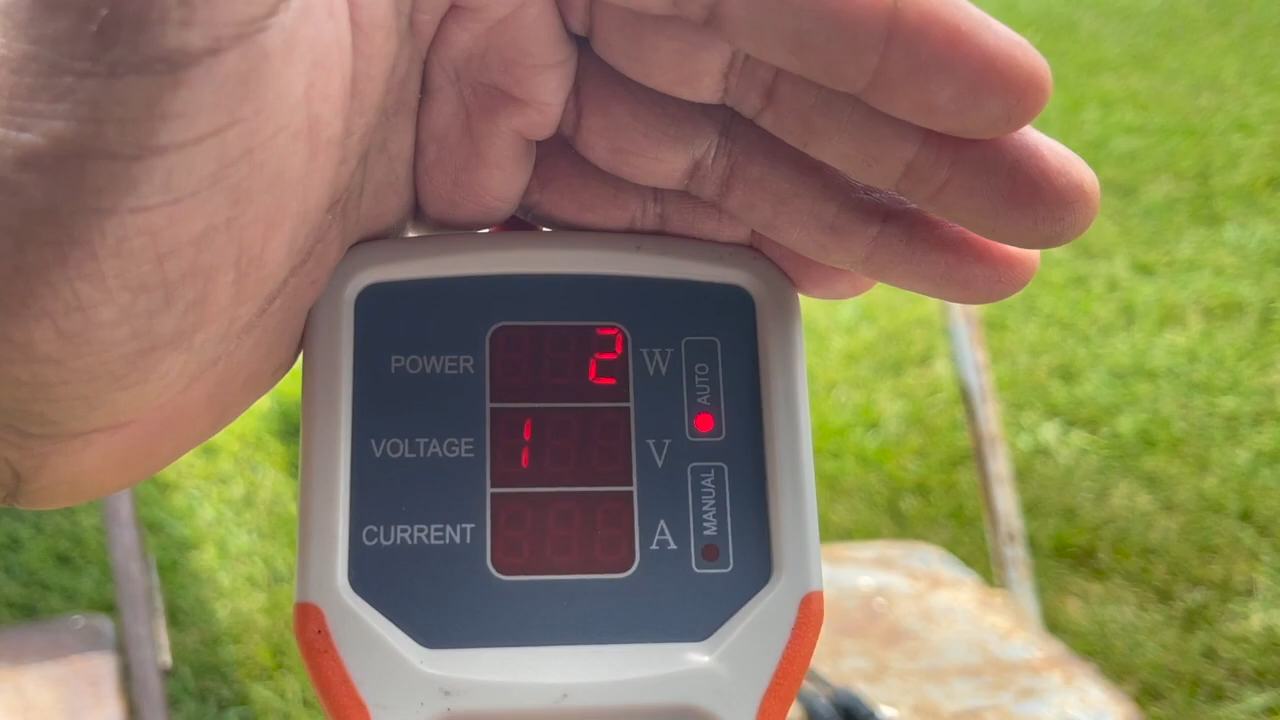 POWER 2 W
VOLTAGE 1 V
CURRENT A
AUTO
MANUAL